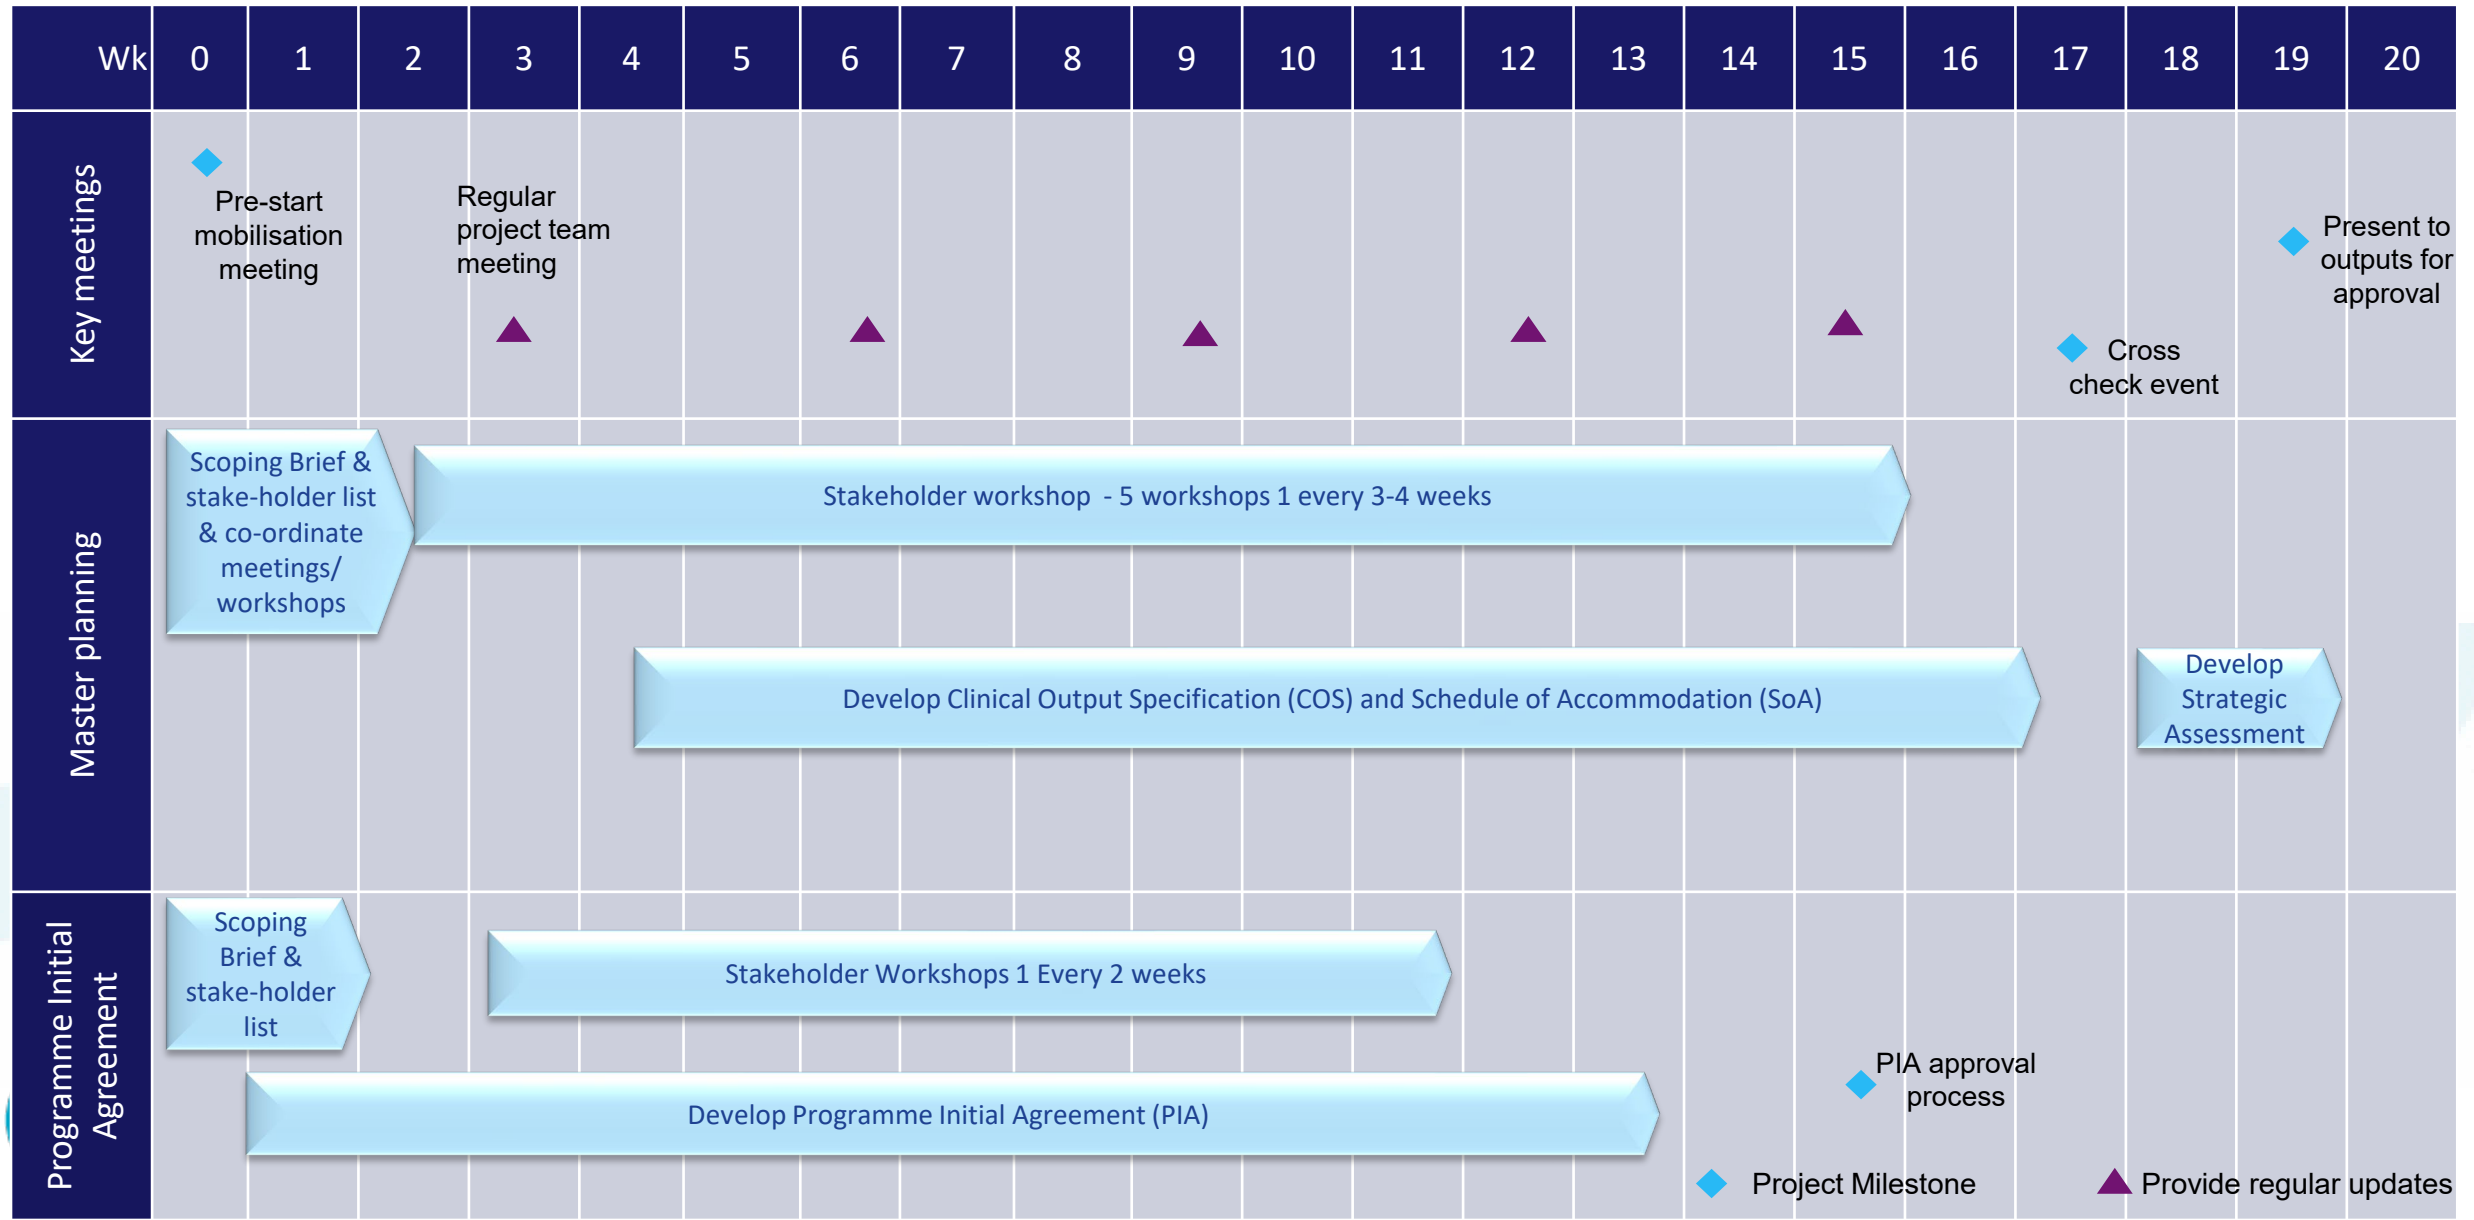 Wk 0 1 2 3 4 5 6 7 8 9 10 11 12 13 14 15 16 17 18 19 20
Key meetings
Pre-start
mobilisation
meeting
Regular
project team
meeting
Present to
outputs for
approval
Cross
check event
Master planning
Scoping Brief &
stake-holder list
& co-ordinate
meetings/
workshops
Stakeholder workshop - 5 workshops 1 every 3-4 weeks
Develop Clinical Output Specification (COS) and Schedule of Accommodation (SoA)
Develop
Strategic
Assessment
Programme Initial
Agreement
Scoping
Brief &
stake-holder
list
Stakeholder Workshops 1 Every 2 weeks
Develop Programme Initial Agreement (PIA)
PIA approval
process
Project Milestone
Provide regular updates